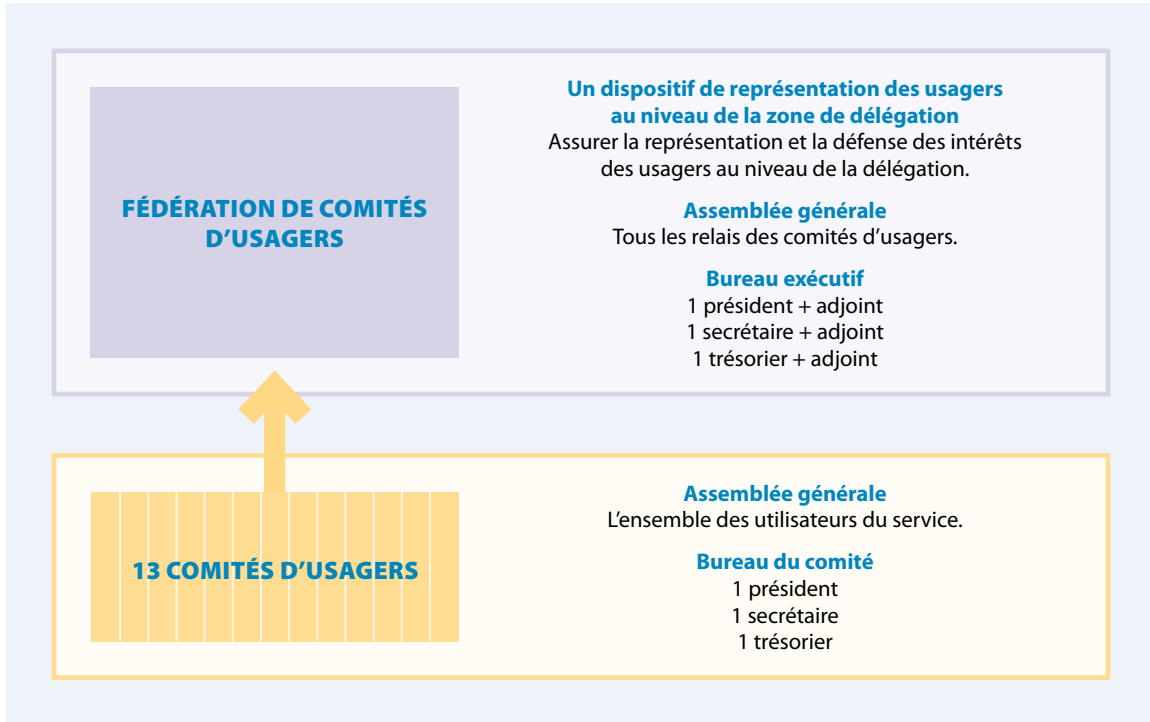 FÉDÉRATION DE COMITÉS
D’USAGERS
Un dispositif de représentation des usagers
au niveau de la zone de délégation
Assurer la représentation et la défense des intérêts
des usagers au niveau de la délégation.
Assemblée générale
Tous les relais des comités d’usagers.
Bureau exécutif
1 président + adjoint
1 secrétaire + adjoint
1 trésorier + adjoint
13 COMITÉS D’USAGERS
Assemblée générale
L’ensemble des utilisateurs du service.
Bureau du comité
1 président
1 secrétaire
1 trésorier